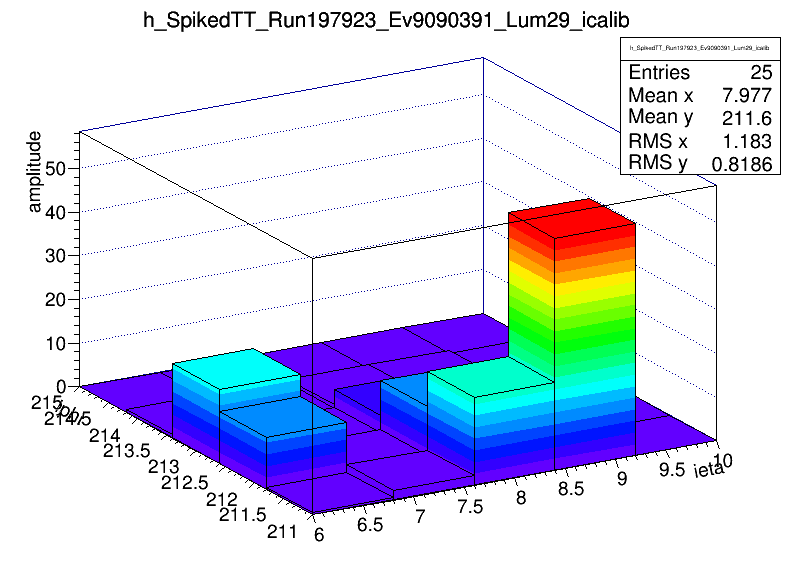 h_SpikedTT_Run197923_Ev9090391_Lum29_icalib
h_SpikedTT_Run197923_Ev9090391_Lum29_icalib
Entries 25
Mean x 7.977
Mean y 211.6
RMS x 1.183
RMS y 0.8186
amplitude
50
40
30
20
10
0
215
214.5
214
213.5
213
212.5
212
211.5
211
iphi
6
6.5
7
7.5
8
8.5
9
9.5
10
ieta